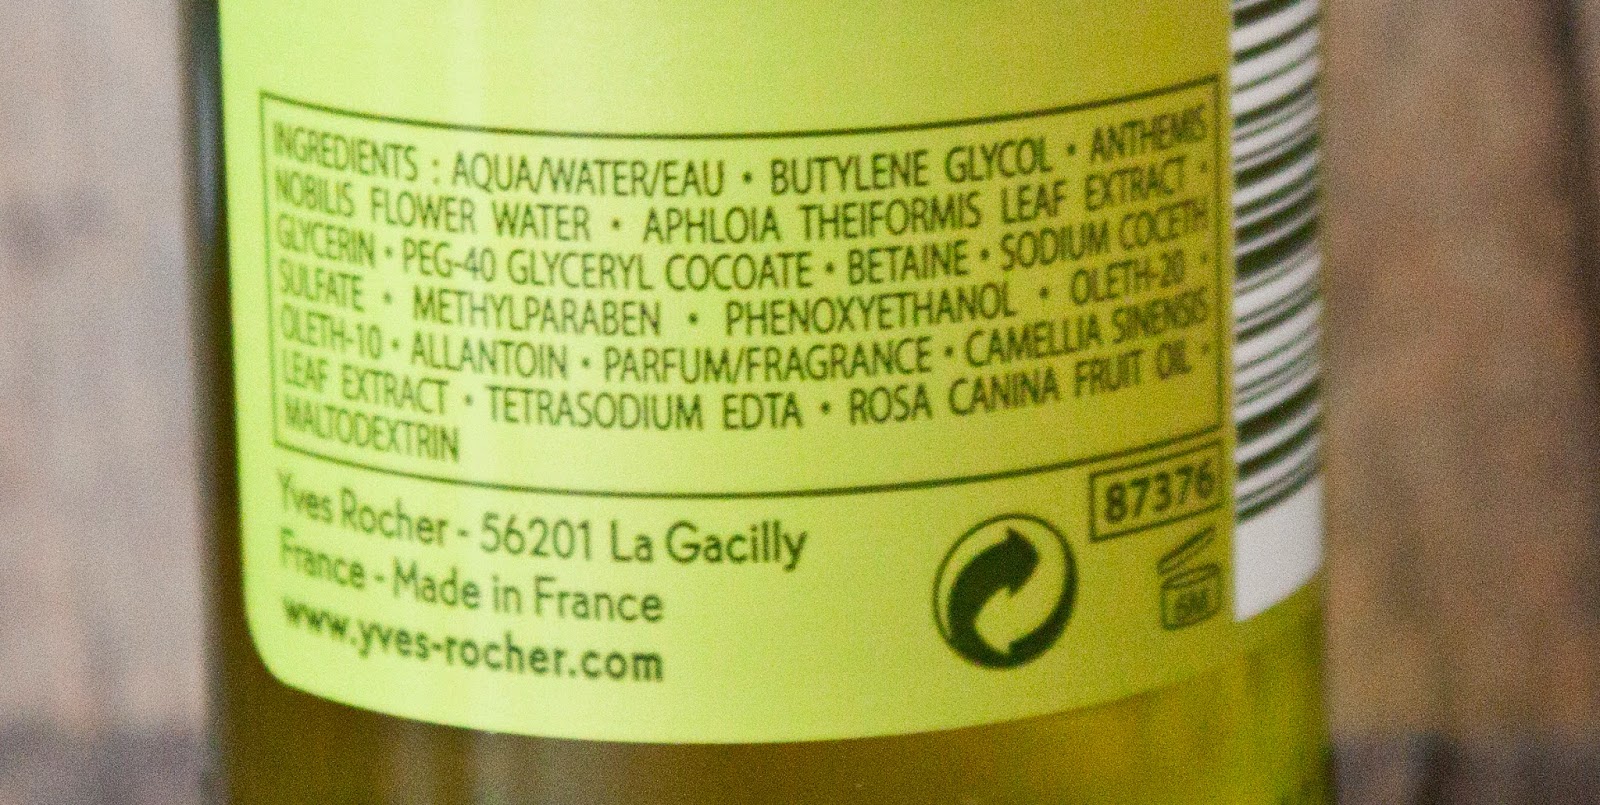 INGREDIENTS : AQUA/WATER/EAU • BUTYLENE GLYCOL • ANTHEMIS
NOBILIS FLOWER WATER • APHLOIA THEIFORMIS LEAF EXTRACT •
GLYCERIN • PEG-40 GLYCERYL COCOATE • BETAINE • SODIUM COCETH
SULFATE • METHYLPARABEN • PHENOXYETHANOL • OLETH-20 •
OLETH-10 • ALLANTOIN • PARFUM/FRAGRANCE • CAMELLIA SINENSIS
LEAF EXTRACT • TETRASODIUM EDTA • ROSA CANINA FRUIT OIL •
MALTODEXTRIN
87376
Yves Rocher - 56201 La Gacilly
France - Made in France
www.yves-rocher.com
6M